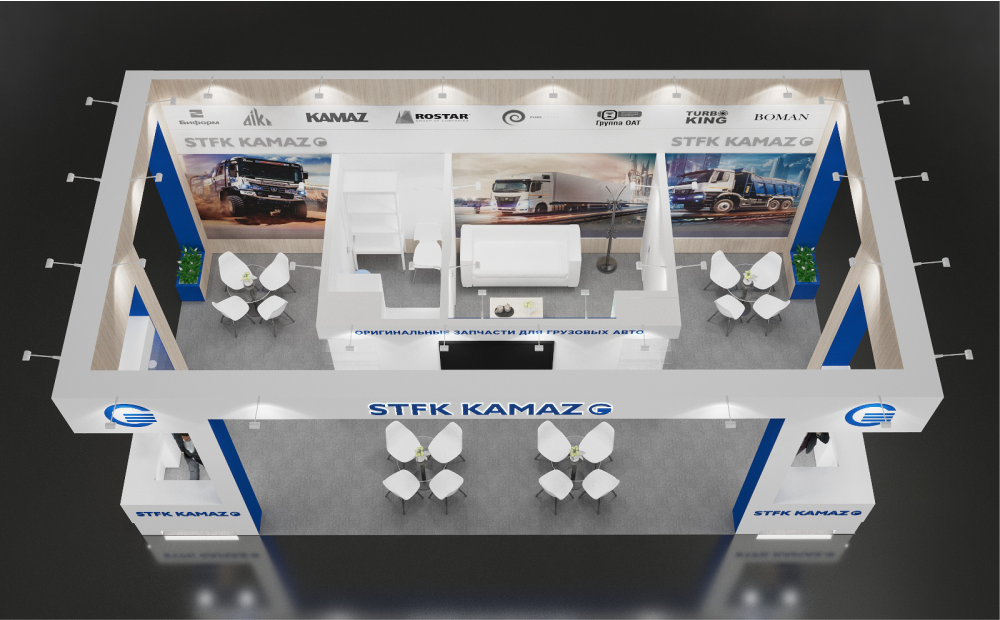 Биформ
aik
KAMAZ
ROSTAR
Группа ОАТ
TURBO
KING
BOMAN
STFK KAMAZ
STFK KAMAZ
ОРИГИНАЛЬНЫЕ ЗАПЧАСТИ ДЛЯ ГРУЗОВЫХ АВТО
STFK KAMAZ
STFK KAMAZ
STFK KAMAZ